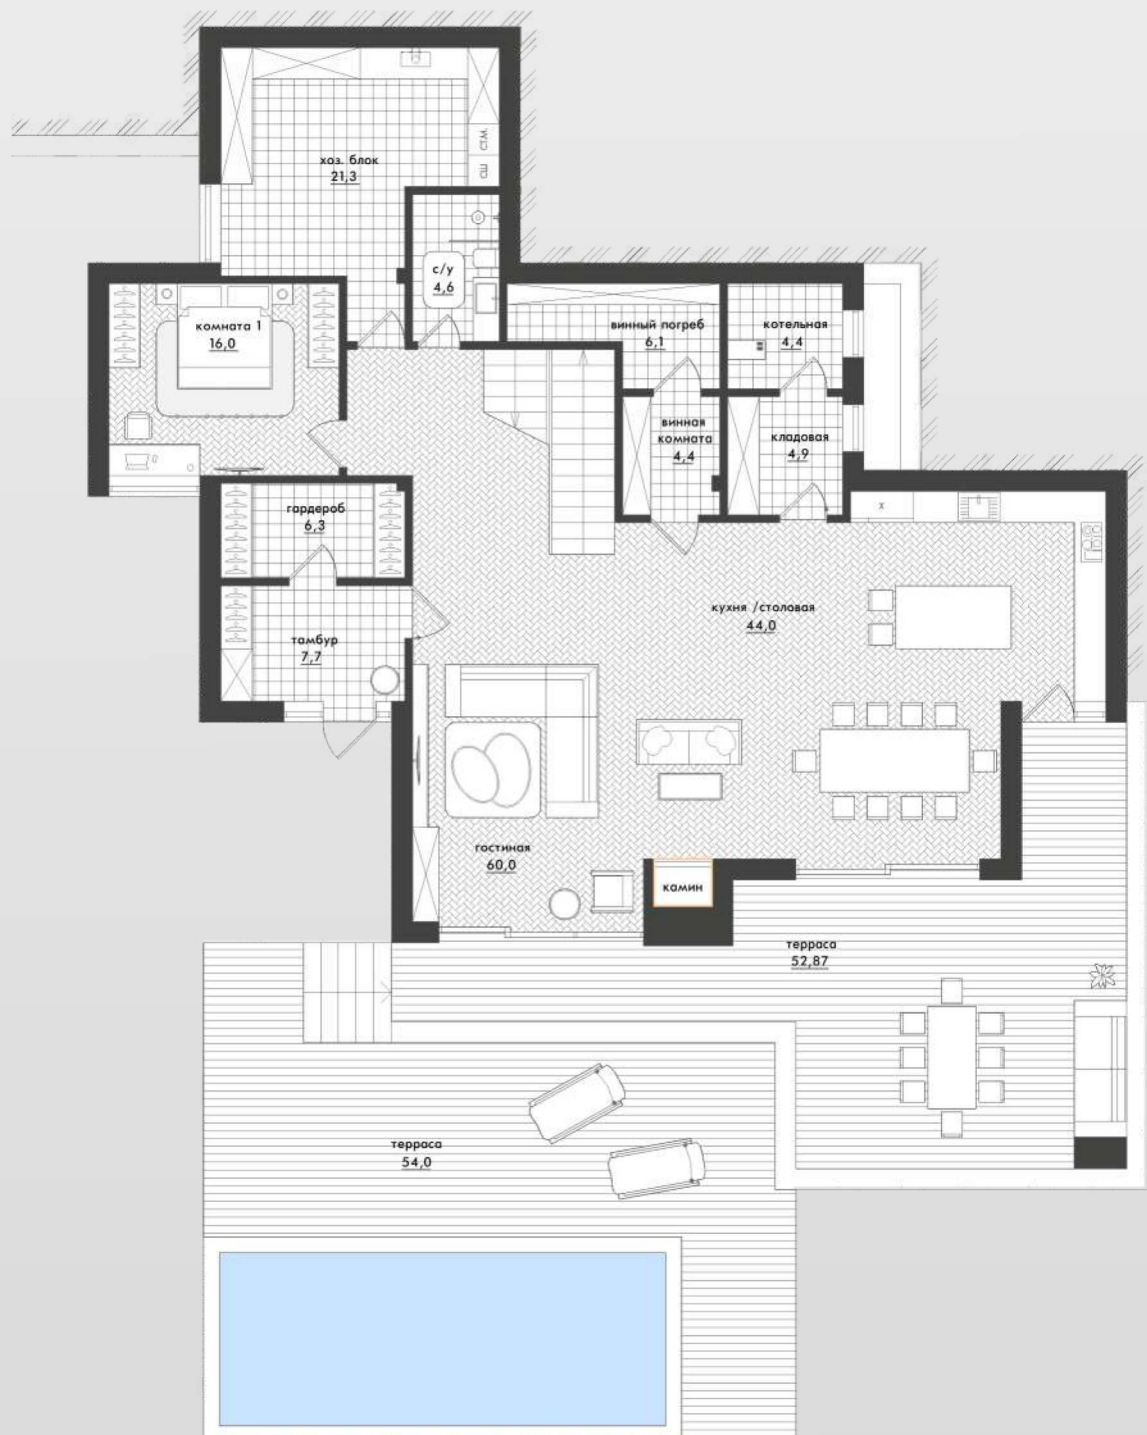 хоз. блок
21,3
СТ.М.
СШ
с/у
4,6
комната 1
16,0
винный погреб
6,1
котельная
4,4
винная
комната
4,4
кладовая
4,9
х
гардероб
6,3
кухня /столовая
44,0
тамбур
7,7
гостиная
60,0
камин
терраса
52,87
терраса
54,0